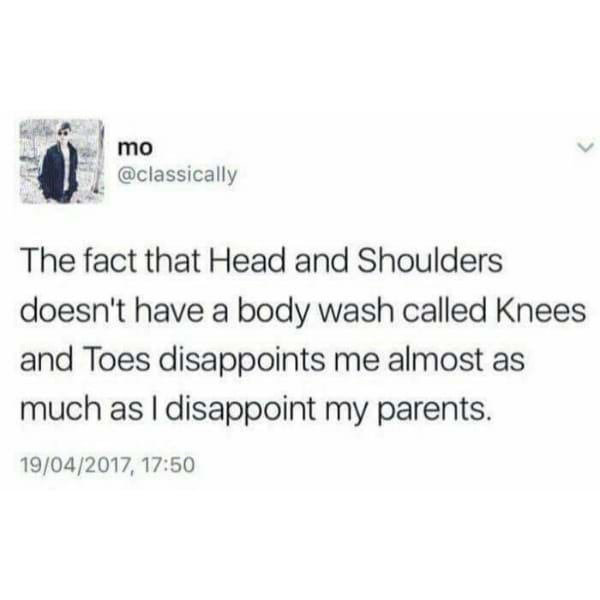 mo
@classically
The fact that Head and Shoulders
doesn't have a body wash called Knees
and Toes disappoints me almost as
much as I disappoint my parents.
19/04/2017, 17:50